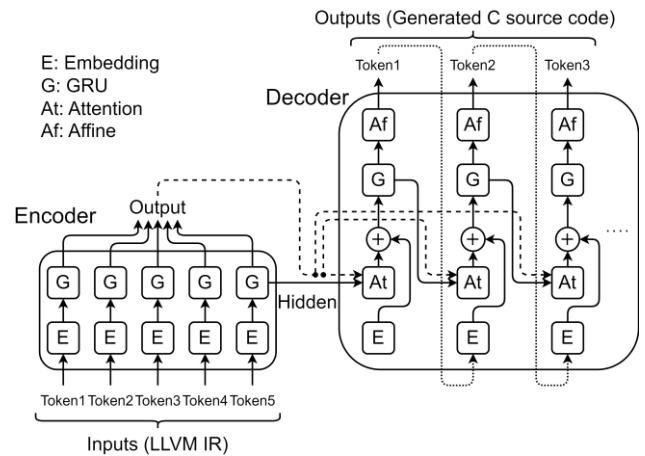 Outputs (Generated C source code)
E: Embedding
G: GRU
At: Attention
Af: Affine
Token1 Token2 Token3
Decoder
Af Af Af
G G G
Encoder
Output
+ + +
....
G G G G G
Hidden
At At At
E E E E E
E E E
Token1 Token2 Token3 Token4 Token5
Inputs (LLVM IR)